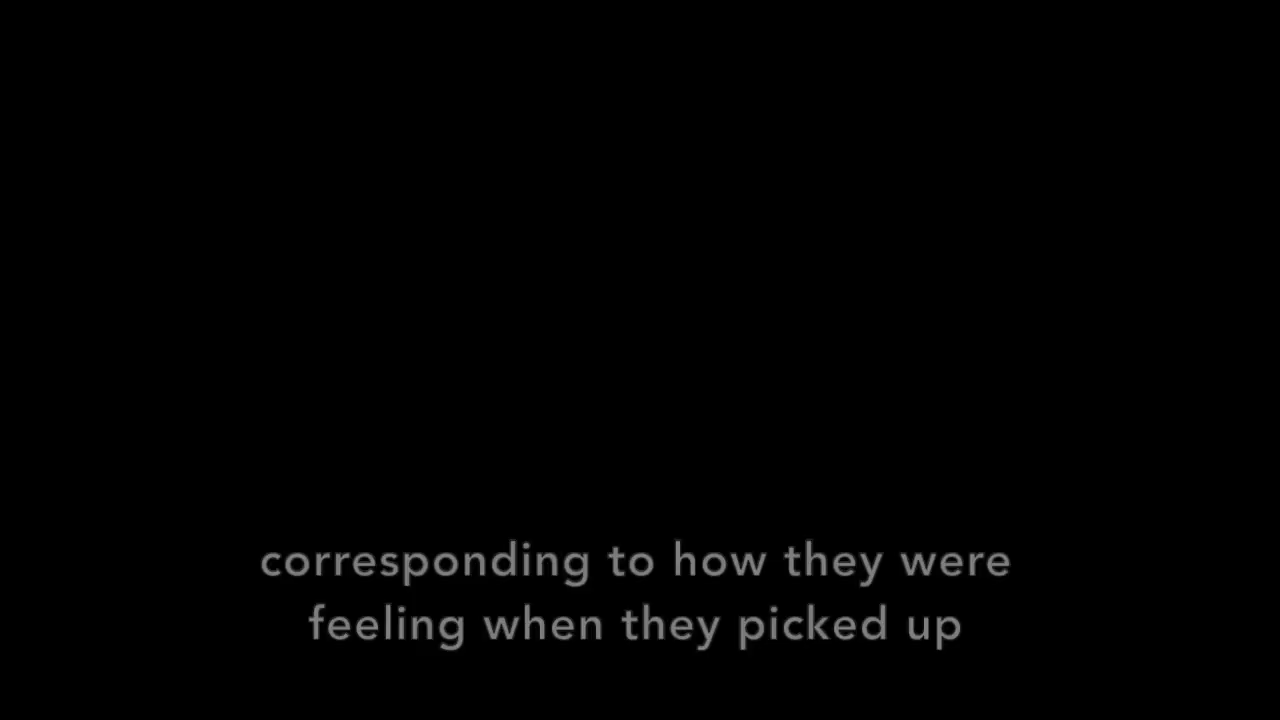 corresponding to how they were
feeling when they picked up